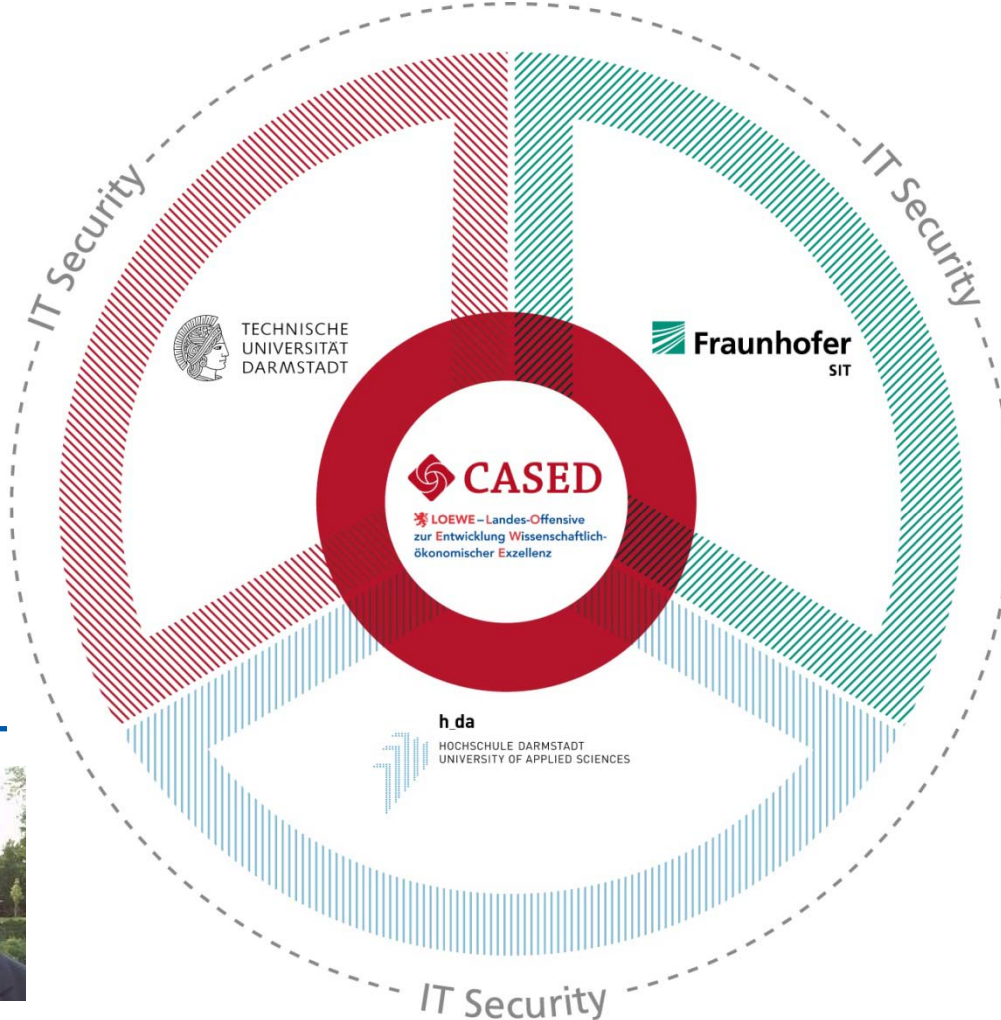 IT Security
IT Security
TECHNISCHE
UNIVERSITÄT
DARMSTADT
Fraunhofer
SIT
CASED
LOEWE – Landes-Offensive
zur Entwicklung Wissenschaftlich-
ökonomischer Exzellenz
h_da
HOCHSCHULE DARMSTADT
UNIVERSITY OF APPLIED SCIENCES
IT Security